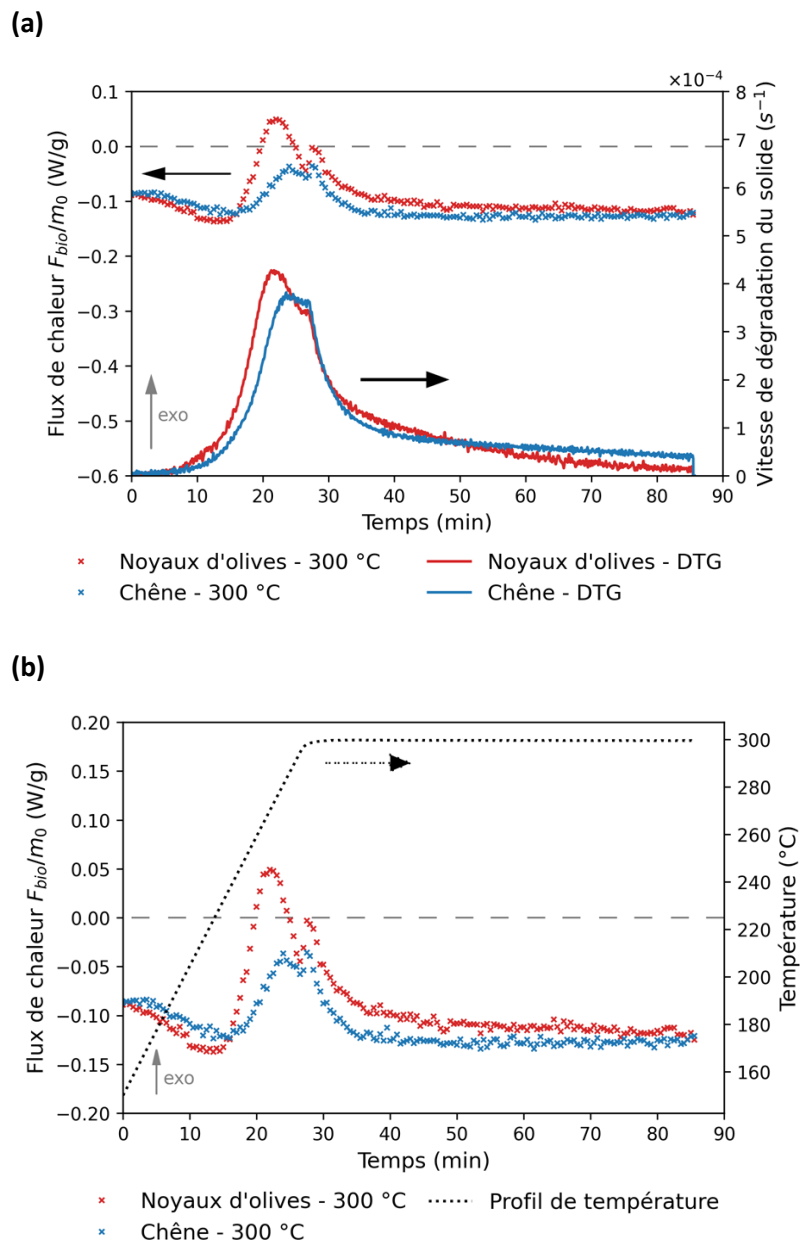 (a)
×10⁻⁴
Flux de chaleur F_bio/m_0 (W/g)
0.1
0.0
−0.1
−0.2
−0.3
−0.4
−0.5
−0.6
exo
8
7
6
5
4
3
2
1
0
Vitesse de dégradation du solide (s⁻¹)
0 10 20 30 40 50 60 70 80 90
Temps (min)
Noyaux d'olives - 300 °C
Chêne - 300 °C
Noyaux d'olives - DTG
Chêne - DTG
(b)
Flux de chaleur F_bio/m_0 (W/g)
0.20
0.15
0.10
0.05
0.00
−0.05
−0.10
−0.15
−0.20
exo
300
280
260
240
220
200
180
160
Température (°C)
0 10 20 30 40 50 60 70 80 90
Temps (min)
Noyaux d'olives - 300 °C
Chêne - 300 °C
Profil de température